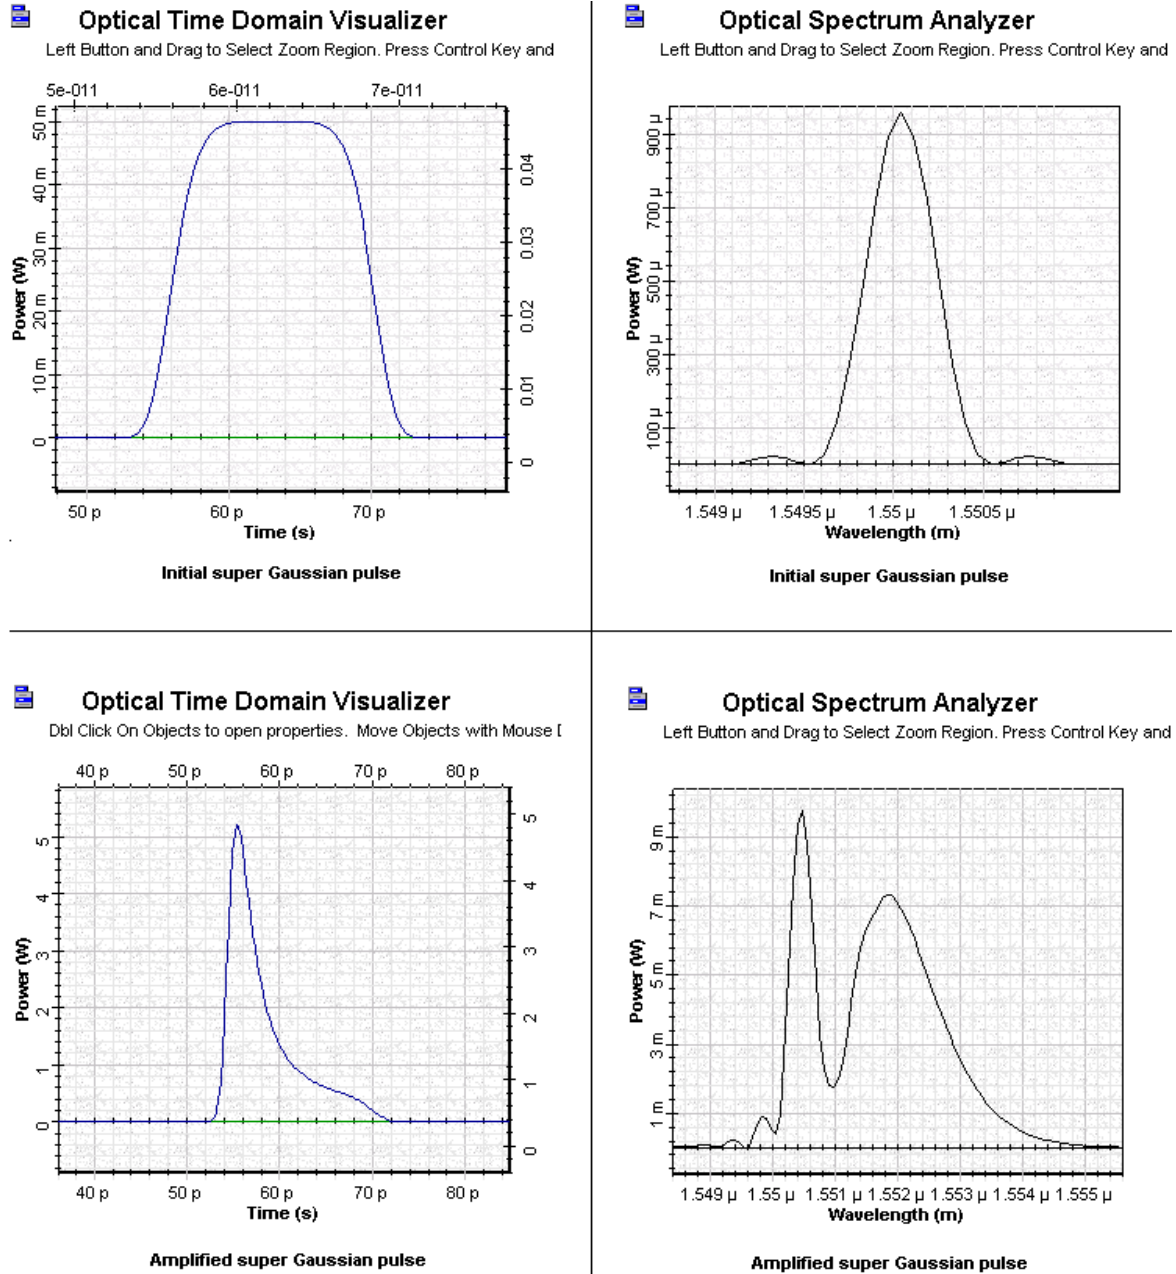 Optical Time Domain Visualizer
Left Button and Drag to Select Zoom Region. Press Control Key and
5e-011 6e-011 7e-011
Power (W)
0 10 m 20 m 30 m 40 m 50 m
0 0.01 0.02 0.03 0.04
50 p 60 p 70 p
Time (s)
Initial super Gaussian pulse
Optical Spectrum Analyzer
Left Button and Drag to Select Zoom Region. Press Control Key and
Power (W)
100 µ 300 µ 500 µ 700 µ 900 µ
1.549 µ 1.5495 µ 1.55 µ 1.5505 µ
Wavelength (m)
Initial super Gaussian pulse
Optical Time Domain Visualizer
Dbl Click On Objects to open properties. Move Objects with Mouse [
40 p 50 p 60 p 70 p 80 p
Power (W)
0 1 2 3 4 5
0 1 2 3 4 5
40 p 50 p 60 p 70 p 80 p
Time (s)
Amplified super Gaussian pulse
Optical Spectrum Analyzer
Left Button and Drag to Select Zoom Region. Press Control Key and
Power (W)
1 m 3 m 5 m 7 m 9 m
1.549 µ 1.55 µ 1.551 µ 1.552 µ 1.553 µ 1.554 µ 1.555 µ
Wavelength (m)
Amplified super Gaussian pulse